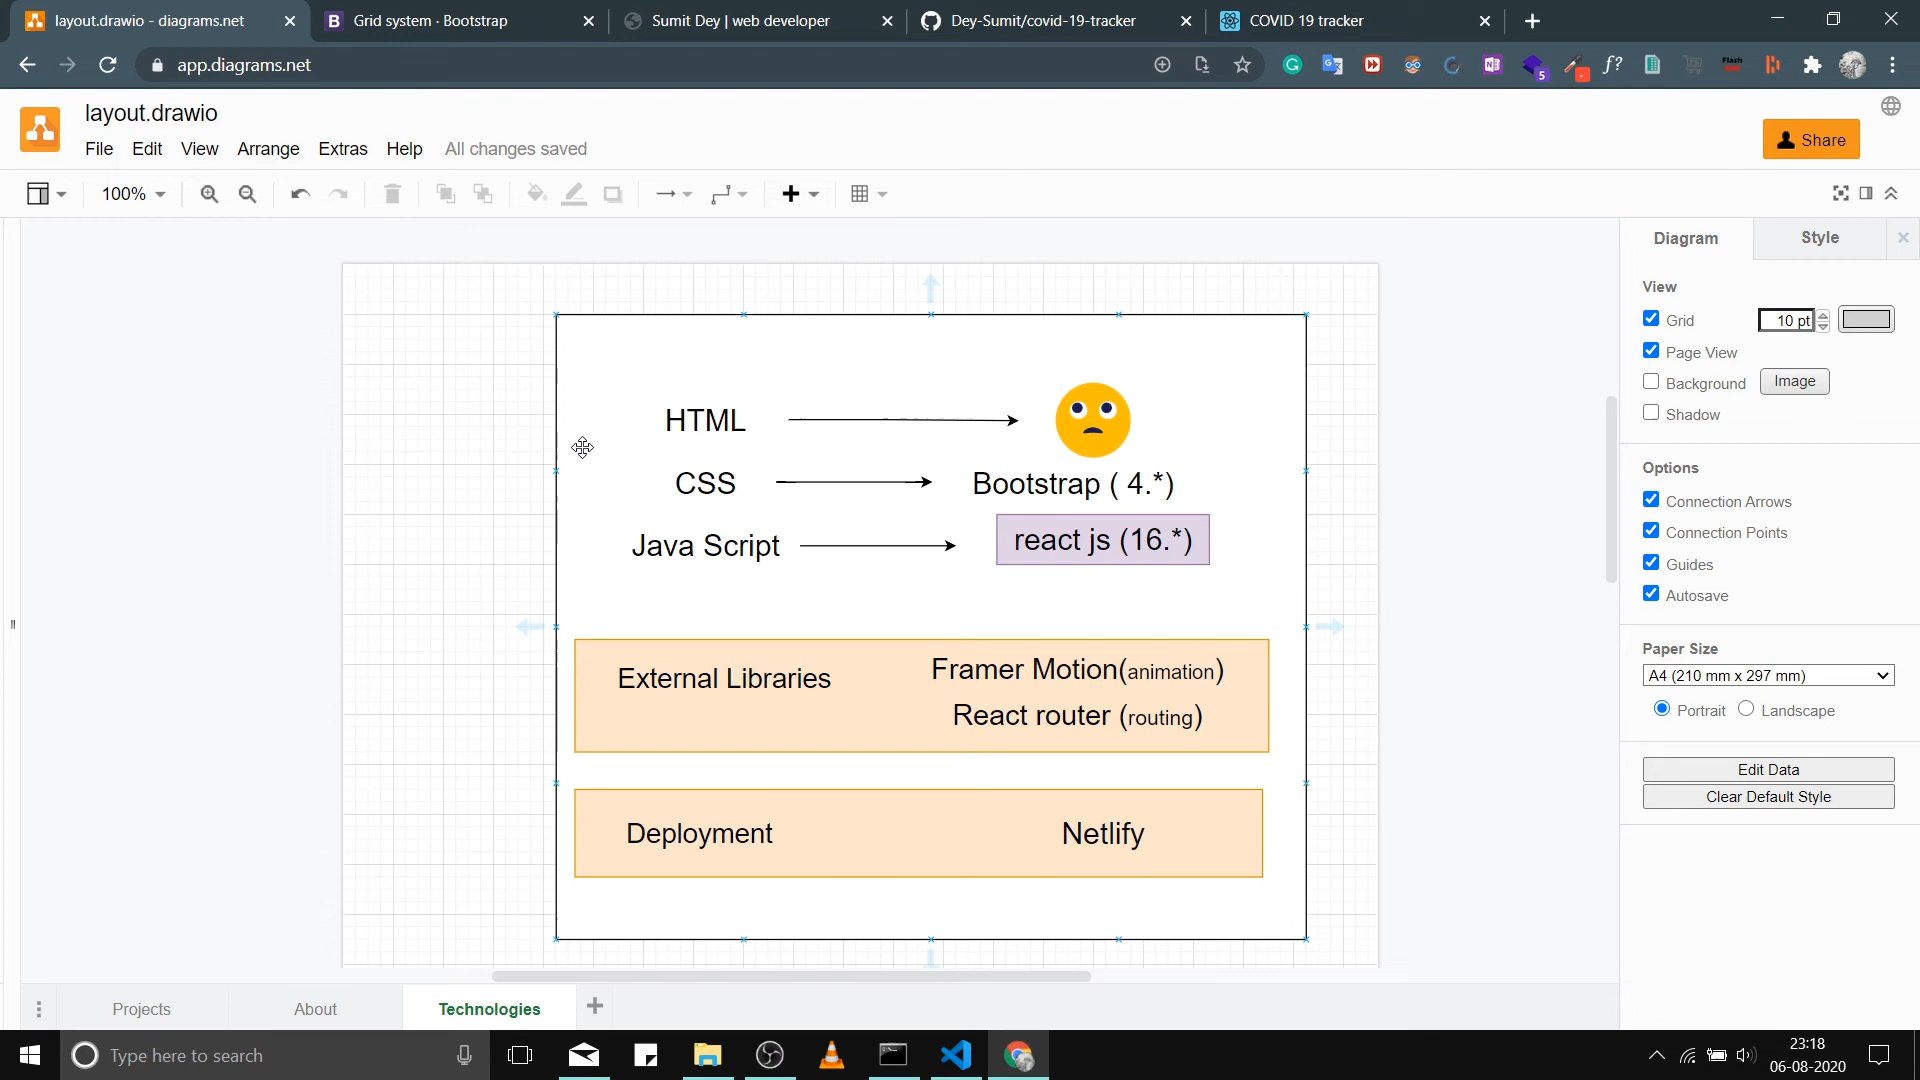 layout.drawio - diagrams.net
Grid system · Bootstrap
Sumit Dey | web developer
Dey-Sumit/covid-19-tracker
COVID 19 tracker
app.diagrams.net
5
f?
Flash
layout.drawio
File Edit View Arrange Extras Help All changes saved
Share
100%
Diagram Style
View
Grid 10 pt
Page View
Background Image
Shadow
Options
Connection Arrows
Connection Points
Guides
Autosave
Paper Size
A4 (210 mm x 297 mm)
Portrait Landscape
Edit Data
Clear Default Style
HTML
CSS Bootstrap ( 4.*)
Java Script react js (16.*)
External Libraries Framer Motion(animation)
React router (routing)
Deployment Netlify
Projects About Technologies
Type here to search
23:18
06-08-2020